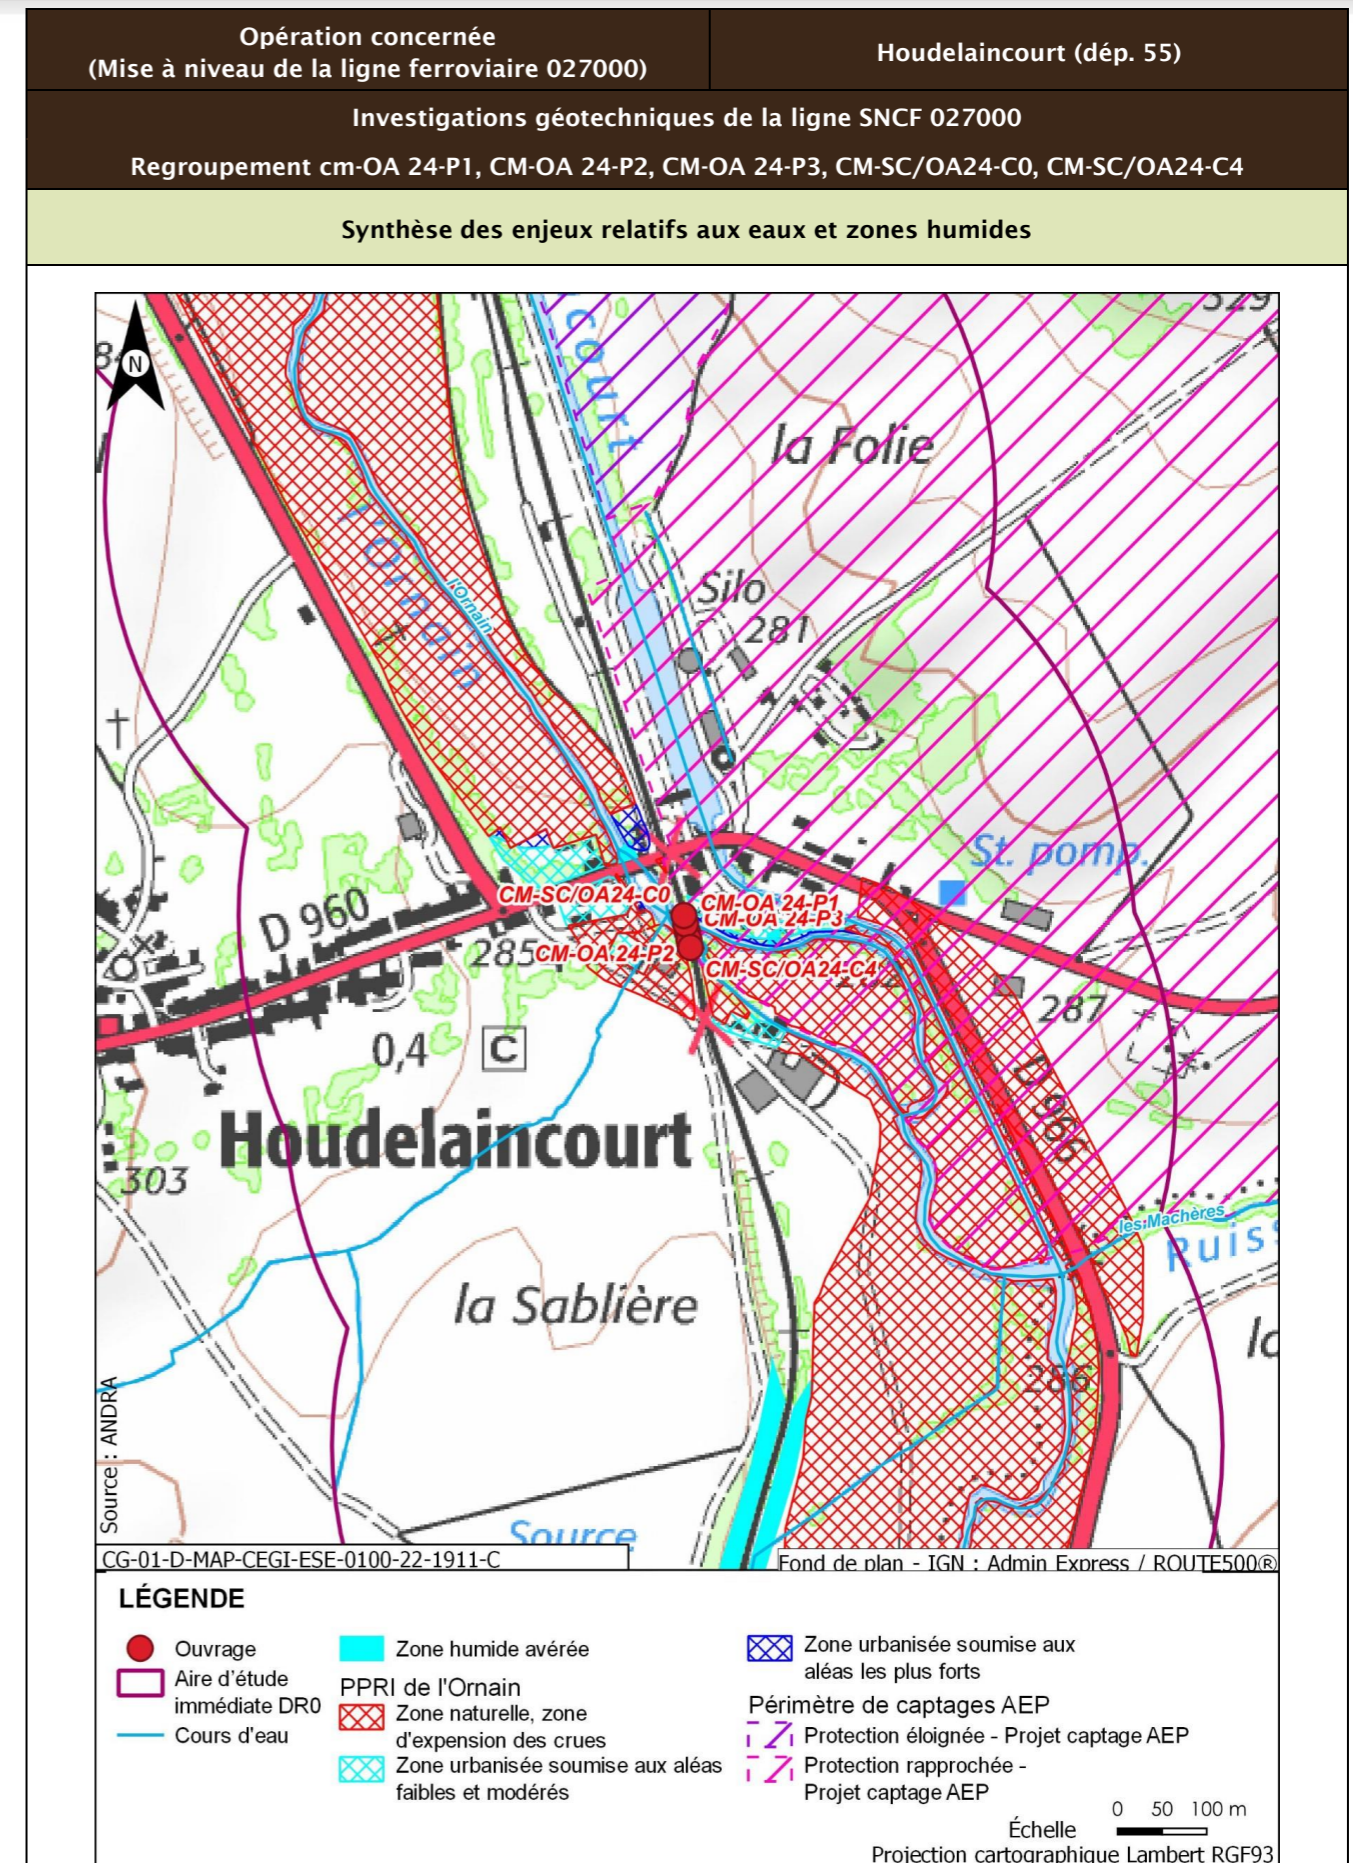 Opération concernée
(Mise à niveau de la ligne ferroviaire 027000)
Houdelaincourt (dép. 55)
Investigations géotechniques de la ligne SNCF 027000
Regroupement cm-OA 24-P1, CM-OA 24-P2, CM-OA 24-P3, CM-SC/OA24-C0, CM-SC/OA24-C4
Synthèse des enjeux relatifs aux eaux et zones humides
N
court
329
la Folie
l'Ornain
l'Ornain
Silo
281
St. pomp.
CM-SC/OA24-C0
CM-OA 24-P1
CM-OA 24-P3
D 960
285
CM-OA 24-P2
CM-SC/OA24-C4
287
0,4
C
D 966
Houdelaincourt
303
les Machères
Ruiss
la Sablière
286
Source
Source : ANDRA
CG-01-D-MAP-CEGI-ESE-0100-22-1911-C
Fond de plan - IGN : Admin Express / ROUTE500®
LÉGENDE
Ouvrage
Aire d'étude
immédiate DR0
Cours d'eau
Zone humide avérée
PPRI de l'Ornain
Zone naturelle, zone
d'expension des crues
Zone urbanisée soumise aux aléas
faibles et modérés
Zone urbanisée soumise aux
aléas les plus forts
Périmètre de captages AEP
Protection éloignée - Projet captage AEP
Protection rapprochée -
Projet captage AEP
0 50 100 m
Échelle
Projection cartographique Lambert RGF93